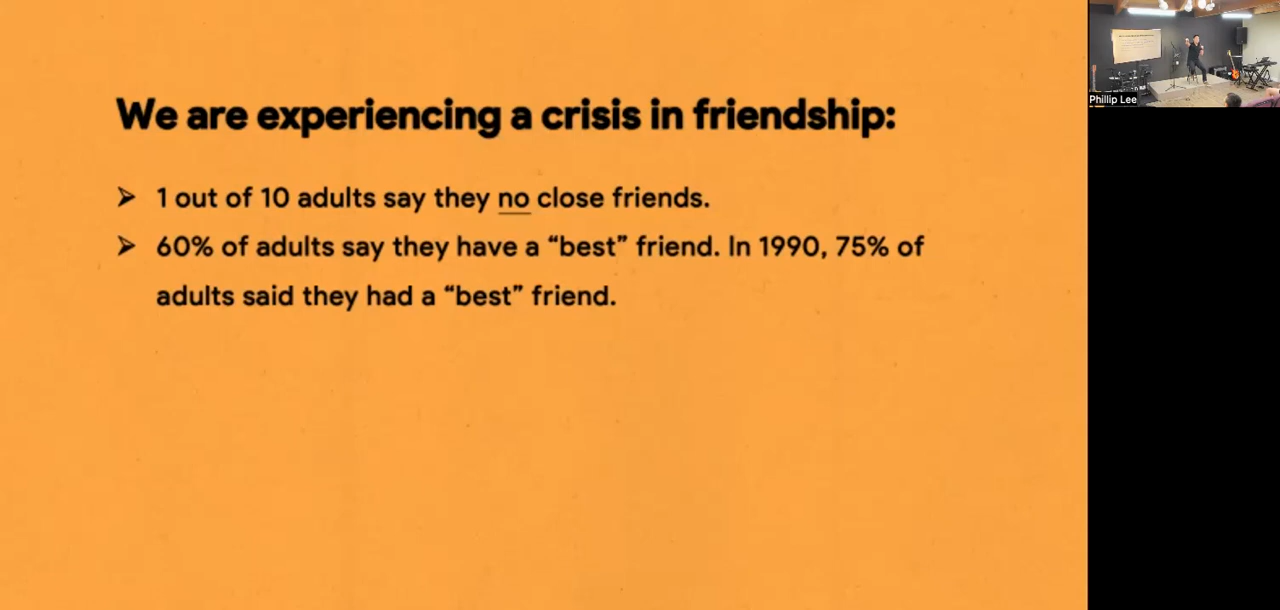 We are experiencing a crisis in friendship:
➢ 1 out of 10 adults say they no close friends.
➢ 60% of adults say they have a “best” friend. In 1990, 75% of
adults said they had a “best” friend.
Phillip Lee